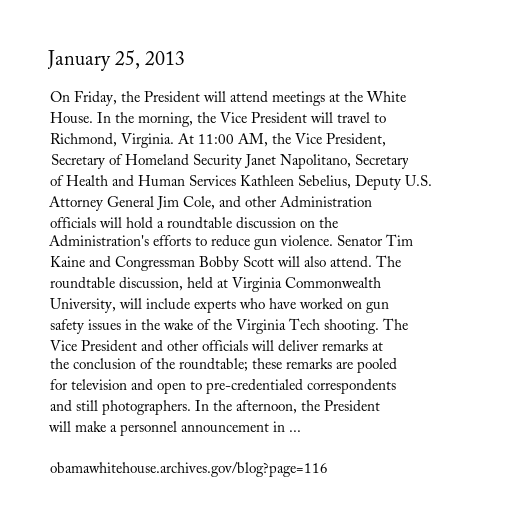 January 25, 2013
On Friday, the President will attend meetings at the White
House. In the morning, the Vice President will travel to
Richmond, Virginia. At 11:00 AM, the Vice President,
Secretary of Homeland Security Janet Napolitano, Secretary
of Health and Human Services Kathleen Sebelius, Deputy U.S.
Attorney General Jim Cole, and other Administration
officials will hold a roundtable discussion on the
Administration's efforts to reduce gun violence. Senator Tim
Kaine and Congressman Bobby Scott will also attend. The
roundtable discussion, held at Virginia Commonwealth
University, will include experts who have worked on gun
safety issues in the wake of the Virginia Tech shooting. The
Vice President and other officials will deliver remarks at
the conclusion of the roundtable; these remarks are pooled
for television and open to pre-credentialed correspondents
and still photographers. In the afternoon, the President
will make a personnel announcement in ...
obamawhitehouse.archives.gov/blog?page=116